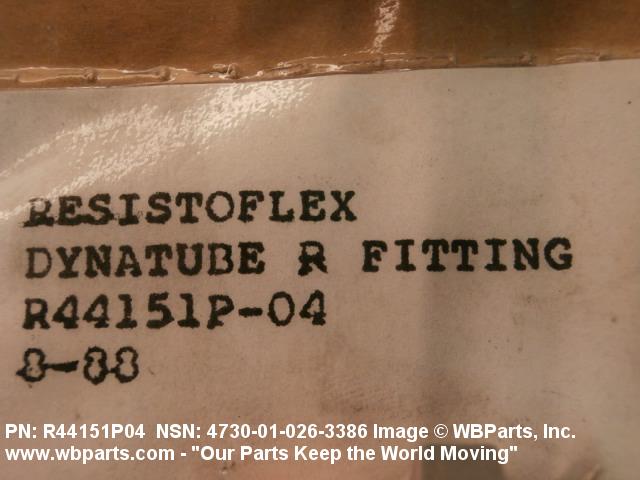 RESISTOFLEX
DYNATUBE R FITTING
R44151P-04
8-88
PN: R44151P04 NSN: 4730-01-026-3386 Image © WBParts, Inc.
www.wbparts.com - "Our Parts Keep the World Moving"